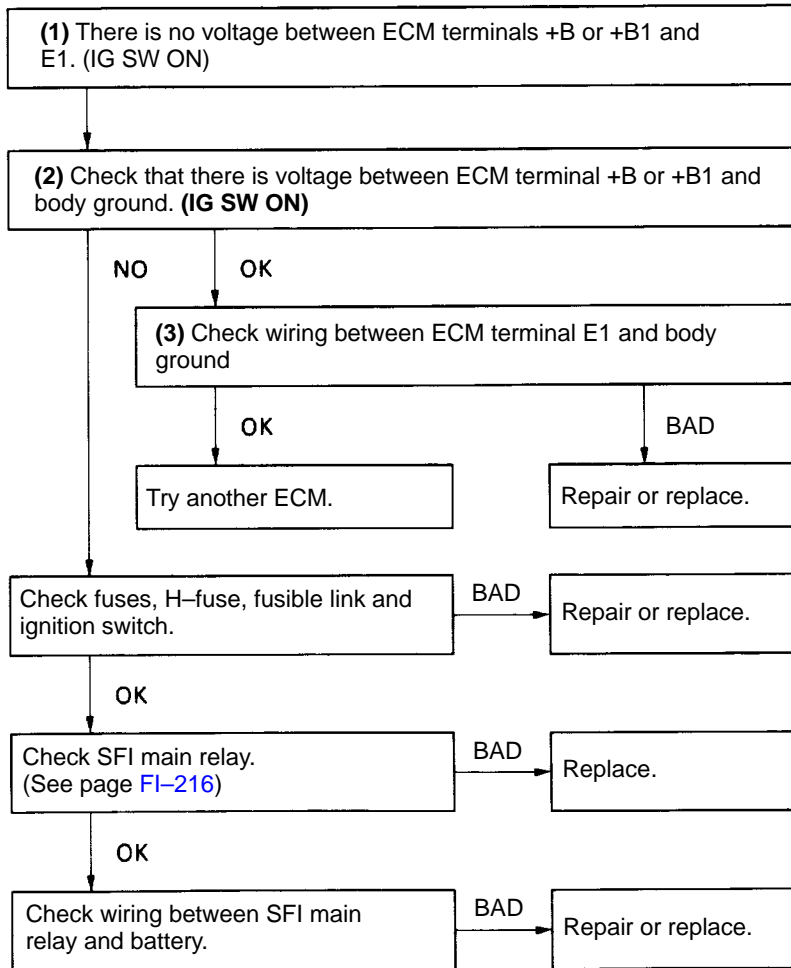 (1) There is no voltage between ECM terminals +B or +B1 and
E1. (IG SW ON)
(2) Check that there is voltage between ECM terminal +B or +B1 and
body ground. (IG SW ON)
NO
OK
(3) Check wiring between ECM terminal E1 and body
ground
OK
BAD
Try another ECM.
Repair or replace.
Check fuses, H–fuse, fusible link and
ignition switch.
BAD
Repair or replace.
OK
Check SFI main relay.
(See page FI–216)
BAD
Replace.
OK
Check wiring between SFI main
relay and battery.
BAD
Repair or replace.